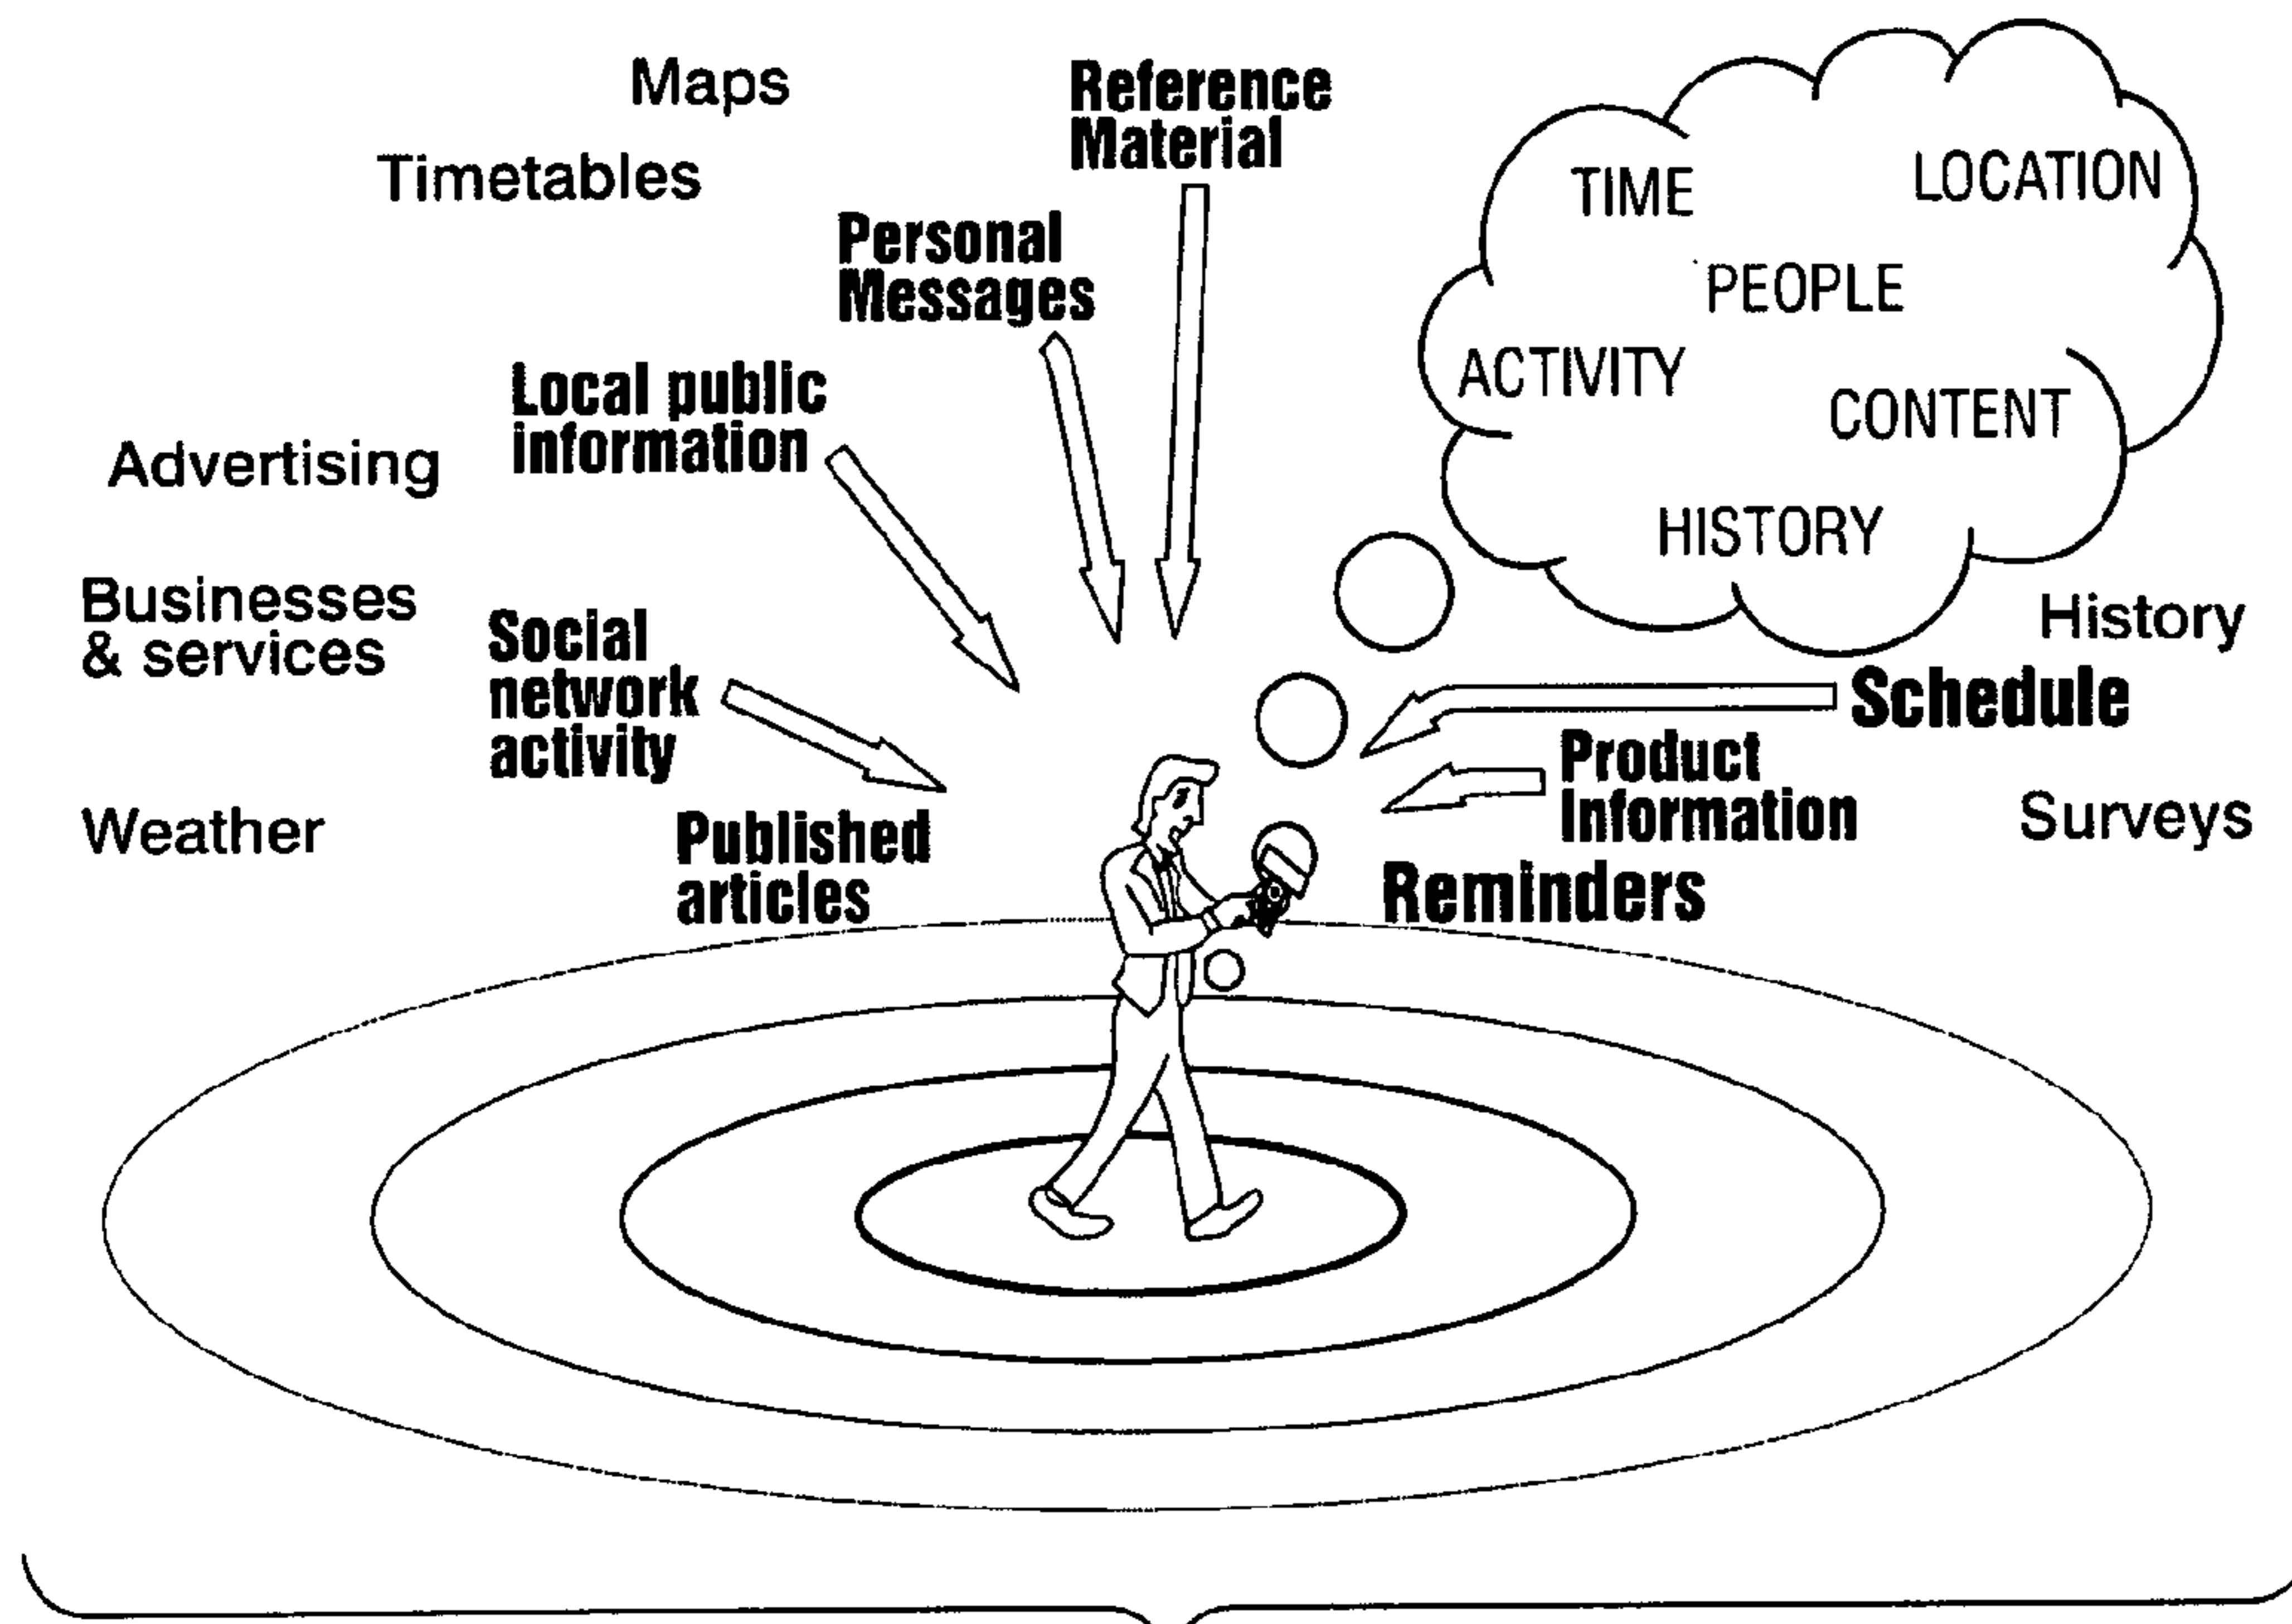 Maps
Reference
Material
Timetables
Personal
Messages
Local public
information
Advertising
Businesses
& services
Social
network
activity
Weather
Published
articles
TIME
LOCATION
PEOPLE
ACTIVITY
CONTENT
HISTORY
History
Schedule
Product
Information
Surveys
Reminders